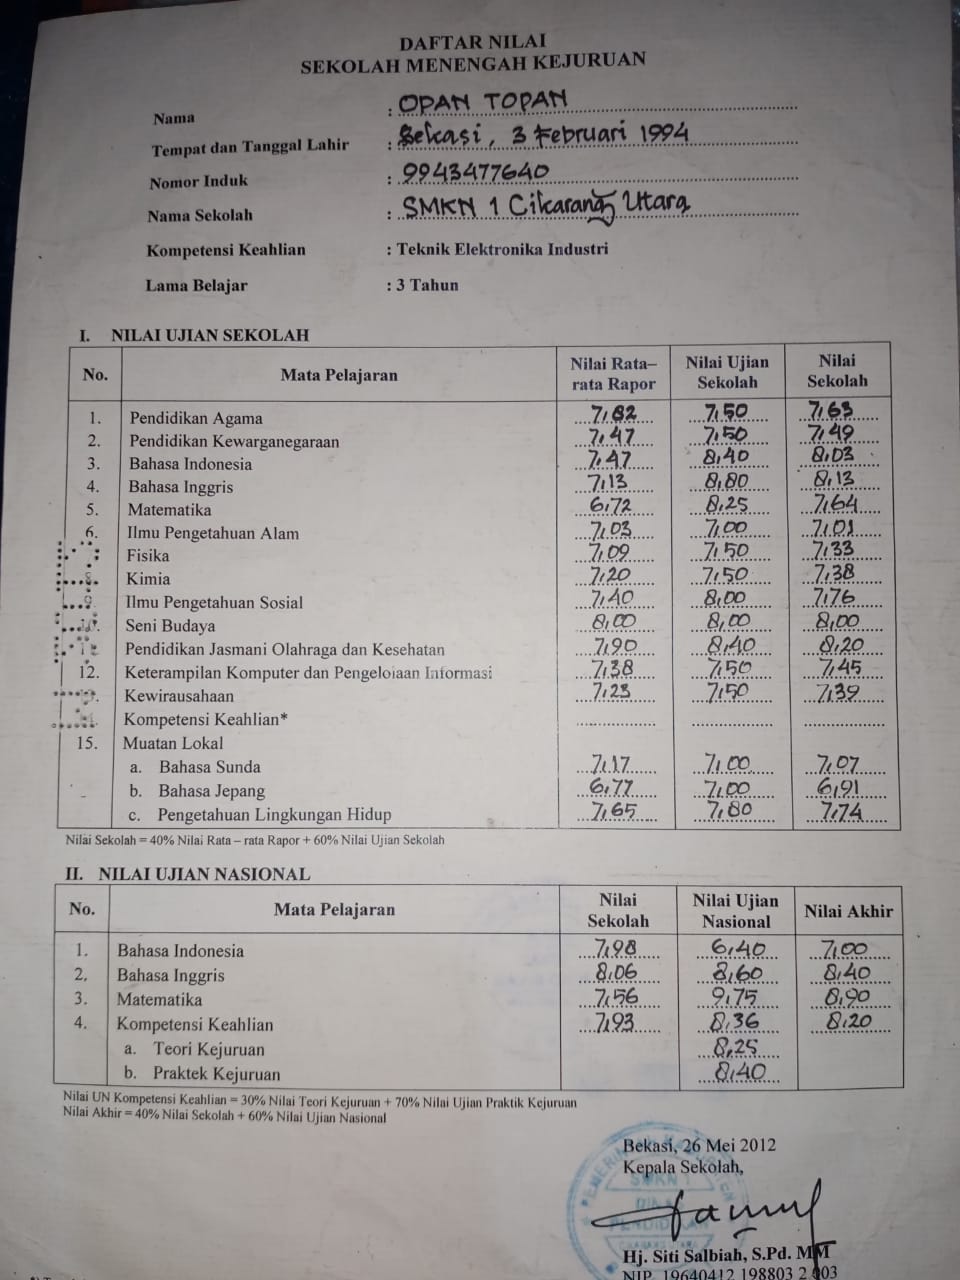 DAFTAR NILAI
SEKOLAH MENENGAH KEJURUAN
Nama : OPAN TOPAN
Tempat dan Tanggal Lahir : Bekasi, 3 Februari 1994
Nomor Induk : 9943477640
Nama Sekolah : SMKN 1 Cikarang Utara
Kompetensi Keahlian : Teknik Elektronika Industri
Lama Belajar : 3 Tahun
I. NILAI UJIAN SEKOLAH
No. Mata Pelajaran Nilai Rata–rata Rapor Nilai Ujian Sekolah Nilai Sekolah
1. Pendidikan Agama 7,82 7,50 7,63
2. Pendidikan Kewarganegaraan 7,47 7,50 7,49
3. Bahasa Indonesia 7,47 8,40 8,03
4. Bahasa Inggris 7,13 8,80 8,13
5. Matematika 6,72 8,25 7,64
6. Ilmu Pengetahuan Alam 7,03 7,00 7,01
Fisika 7,09 7,50 7,33
8. Kimia 7,20 7,50 7,38
9. Ilmu Pengetahuan Sosial 7,40 8,00 7,76
Seni Budaya 8,00 8,00 8,00
Pendidikan Jasmani Olahraga dan Kesehatan 7,90 8,40 8,20
12. Keterampilan Komputer dan Pengelolaan Informasi 7,38 7,50 7,45
Kewirausahaan 7,23 7,50 7,39
Kompetensi Keahlian*
15. Muatan Lokal
a. Bahasa Sunda 7,17 7,00 7,07
b. Bahasa Jepang 6,77 7,00 6,91
c. Pengetahuan Lingkungan Hidup 7,65 7,80 7,74
Nilai Sekolah = 40% Nilai Rata – rata Rapor + 60% Nilai Ujian Sekolah
II. NILAI UJIAN NASIONAL
No. Mata Pelajaran Nilai Sekolah Nilai Ujian Nasional Nilai Akhir
1. Bahasa Indonesia 7,98 6,40 7,00
2. Bahasa Inggris 8,06 8,60 8,40
3. Matematika 7,56 9,75 8,90
4. Kompetensi Keahlian 7,93 8,36 8,20
a. Teori Kejuruan 8,25
b. Praktek Kejuruan 8,40
Nilai UN Kompetensi Keahlian = 30% Nilai Teori Kejuruan + 70% Nilai Ujian Praktik Kejuruan
Nilai Akhir = 40% Nilai Sekolah + 60% Nilai Ujian Nasional
Bekasi, 26 Mei 2012
Kepala Sekolah,
SMKN 1
PENDIDIKAN
Hj. Siti Salbiah, S.Pd. MM
NIP. 19640412 198803 2 003